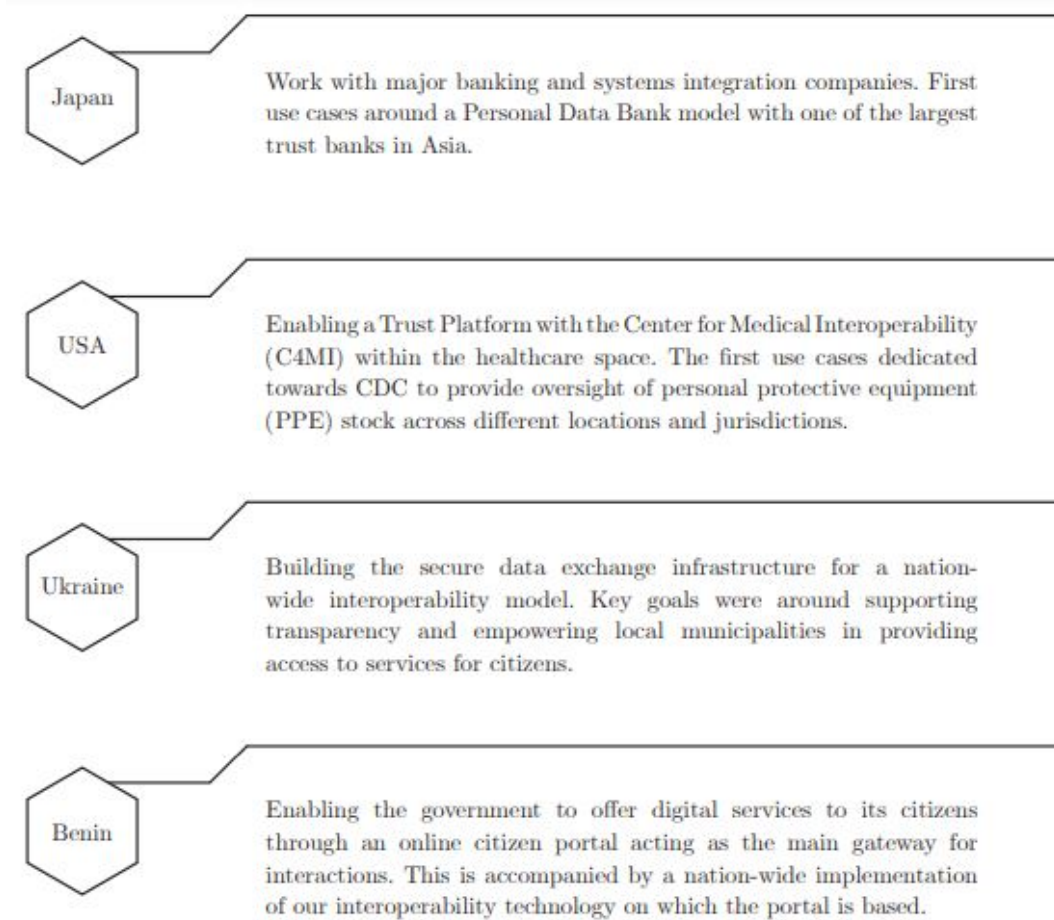 Japan
Work with major banking and systems integration companies. First
use cases around a Personal Data Bank model with one of the largest
trust banks in Asia.
USA
Enabling a Trust Platform with the Center for Medical Interoperability
(C4MI) within the healthcare space. The first use cases dedicated
towards CDC to provide oversight of personal protective equipment
(PPE) stock across different locations and jurisdictions.
Ukraine
Building the secure data exchange infrastructure for a nation-
wide interoperability model. Key goals were around supporting
transparency and empowering local municipalities in providing
access to services for citizens.
Benin
Enabling the government to offer digital services to its citizens
through an online citizen portal acting as the main gateway for
interactions. This is accompanied by a nation-wide implementation
of our interoperability technology on which the portal is based.